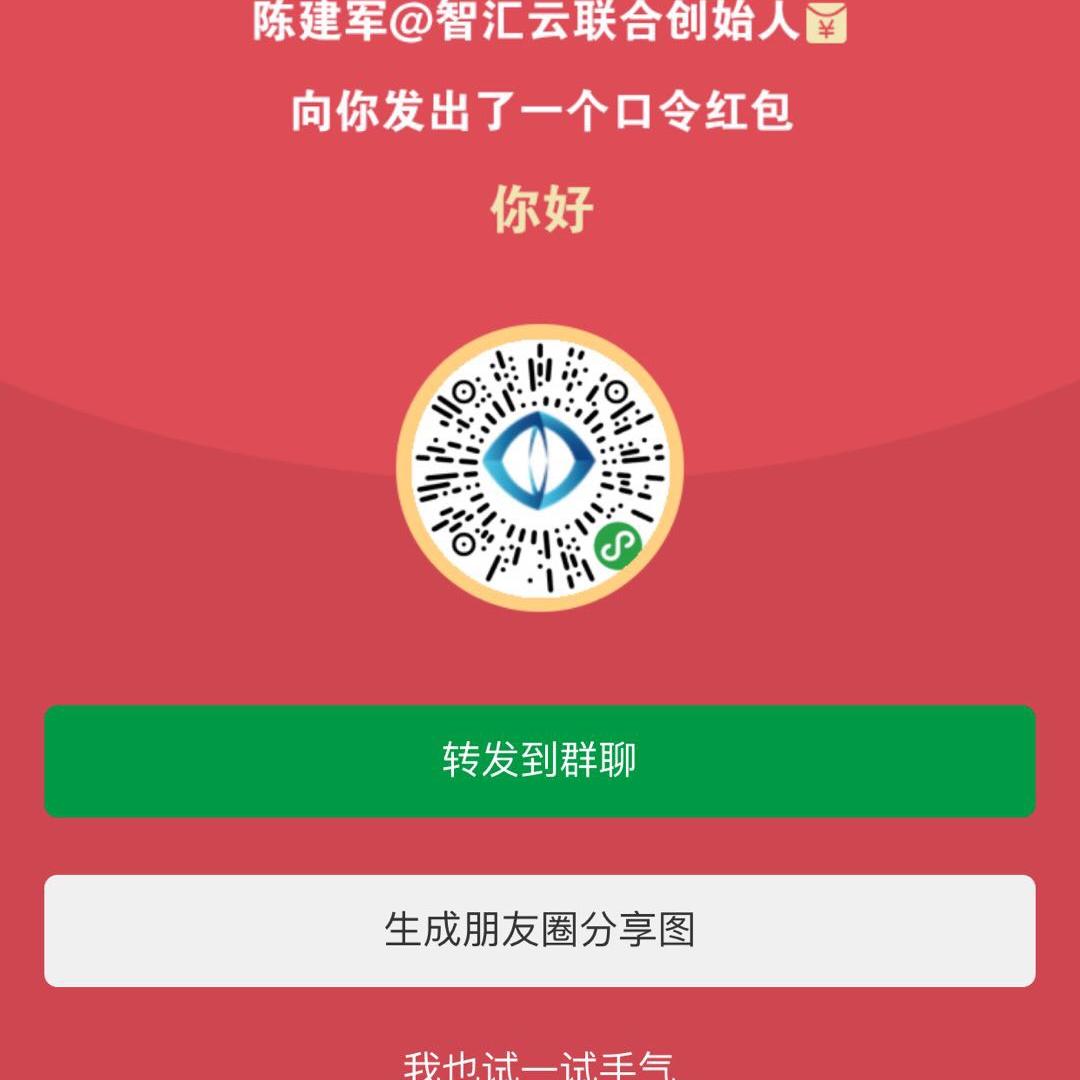 陈建军@智汇云联合创始人
向你发出了一个口令红包
你好
转发到群聊
生成朋友圈分享图
我也试一试手气